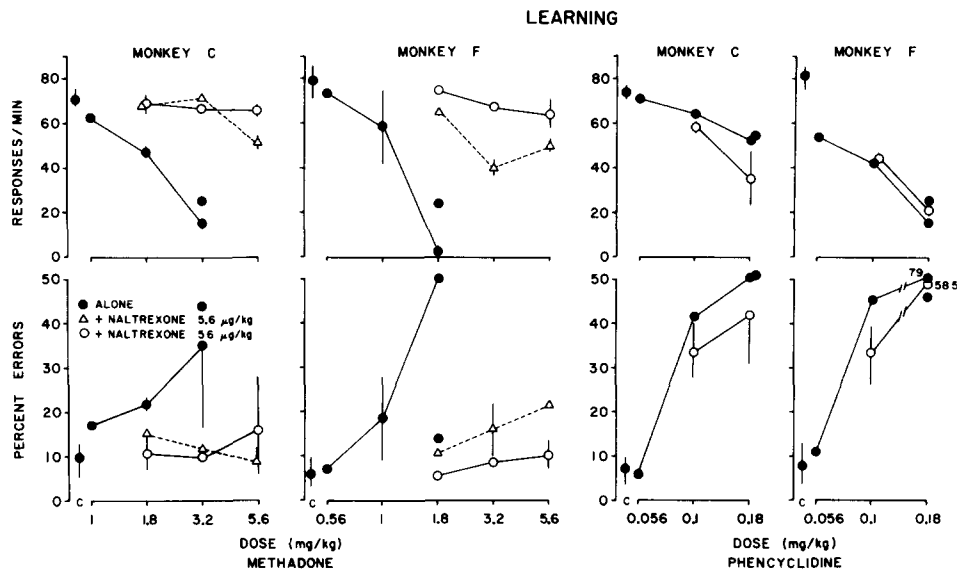 LEARNING
MONKEY C
MONKEY F
MONKEY C
MONKEY F
RESPONSES / MIN
80
60
40
20
0
PERCENT ERRORS
50
40
30
20
10
0
● ALONE
△ + NALTREXONE 5.6 μg/kg
○ + NALTREXONE 56 μg/kg
79
58.5
C
1 1.8 3.2 5.6
C
0.56 1 1.8 3.2 5.6
C
0.056 0.1 0.18
C
0.056 0.1 0.18
DOSE (mg/kg)
METHADONE
DOSE (mg/kg)
PHENCYCLIDINE